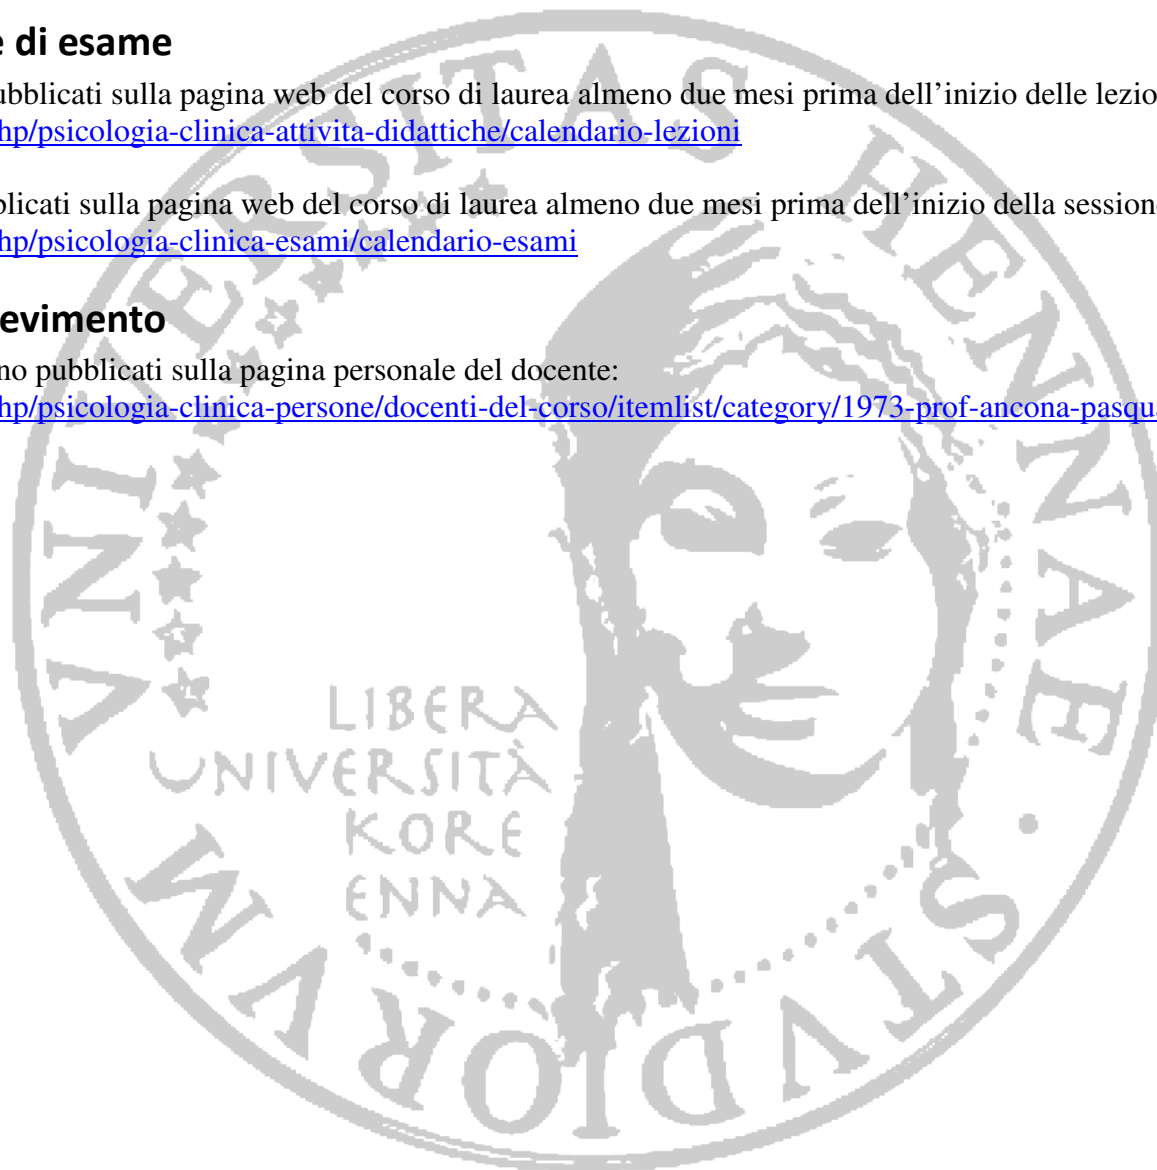 e di esame
ubblicati sulla pagina web del corso di laurea almeno due mesi prima dell’inizio delle lezio
hp/psicologia-clinica-attivita-didattiche/calendario-lezioni
blicati sulla pagina web del corso di laurea almeno due mesi prima dell’inizio della session
hp/psicologia-clinica-esami/calendario-esami
evimento
no pubblicati sulla pagina personale del docente:
hp/psicologia-clinica-persone/docenti-del-corso/itemlist/category/1973-prof-ancona-pasqu
VNIVERSITAS HENNAE · STVDIORVM
LIBERA
UNIVERSITÀ
KORE
ENNA